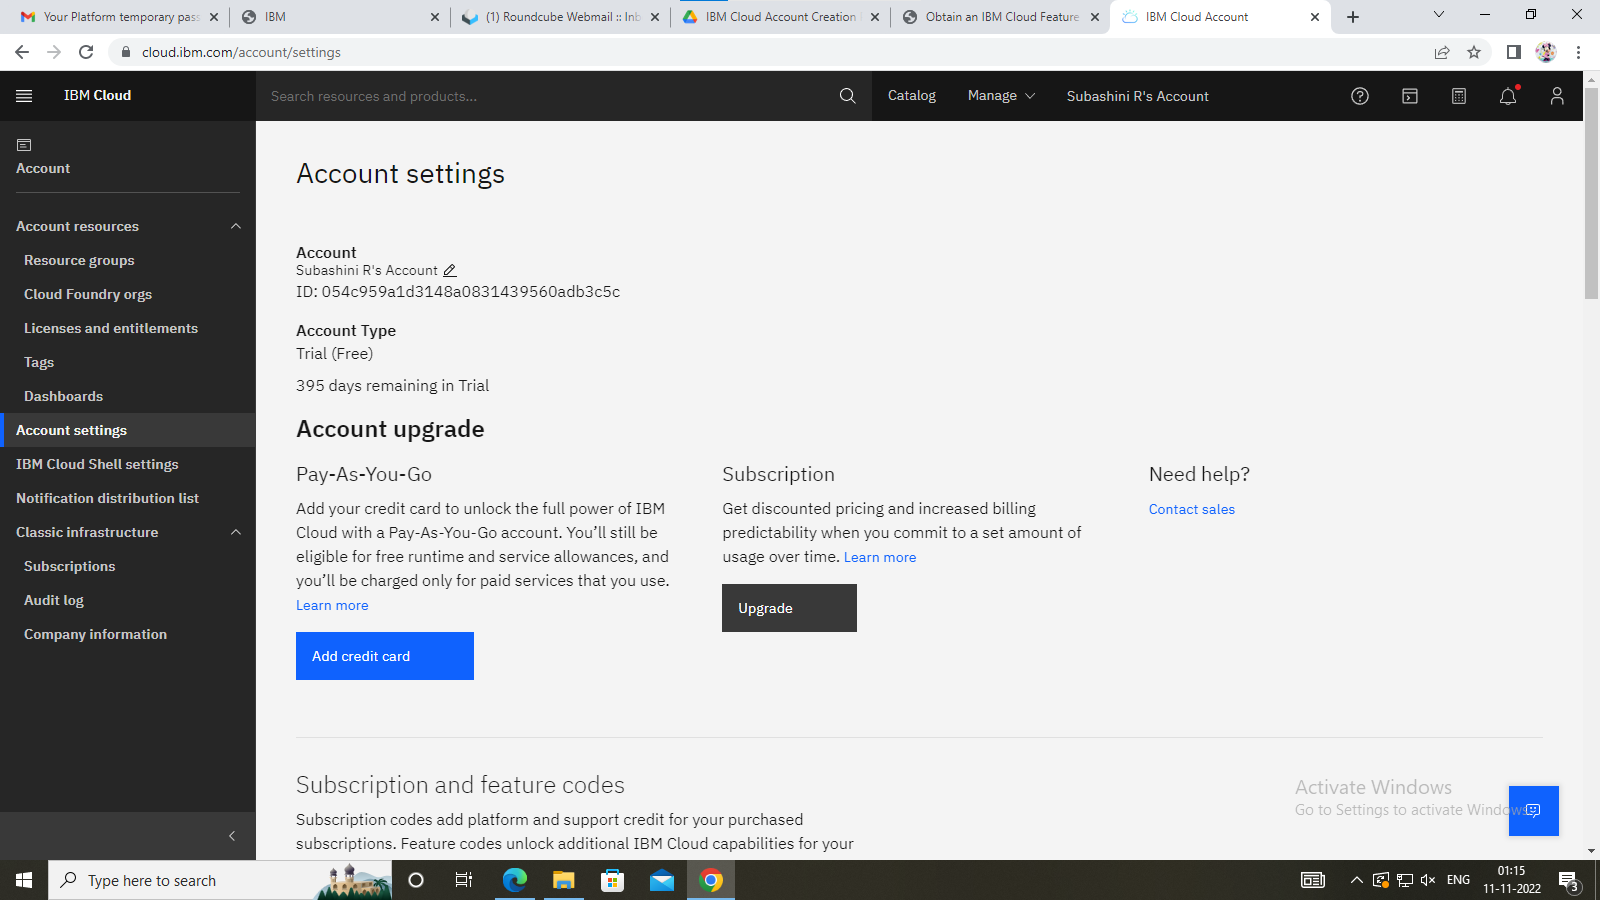 Your Platform temporary pass
IBM
(1) Roundcube Webmail :: Inb
IBM Cloud Account Creation
Obtain an IBM Cloud Feature
IBM Cloud Account
cloud.ibm.com/account/settings
IBM Cloud
Search resources and products...
Catalog
Manage
Subashini R's Account
Account
Account resources
Resource groups
Cloud Foundry orgs
Licenses and entitlements
Tags
Dashboards
Account settings
IBM Cloud Shell settings
Notification distribution list
Classic infrastructure
Subscriptions
Audit log
Company information
Account settings
Account
Subashini R's Account
ID: 054c959a1d3148a0831439560adb3c5c
Account Type
Trial (Free)
395 days remaining in Trial
Account upgrade
Pay-As-You-Go
Add your credit card to unlock the full power of IBM
Cloud with a Pay-As-You-Go account. You’ll still be
eligible for free runtime and service allowances, and
you’ll be charged only for paid services that you use.
Learn more
Add credit card
Subscription
Get discounted pricing and increased billing
predictability when you commit to a set amount of
usage over time. Learn more
Upgrade
Need help?
Contact sales
Subscription and feature codes
Subscription codes add platform and support credit for your purchased
subscriptions. Feature codes unlock additional IBM Cloud capabilities for your
Activate Windows
Go to Settings to activate Windows
Type here to search
ENG
01:15
11-11-2022
3